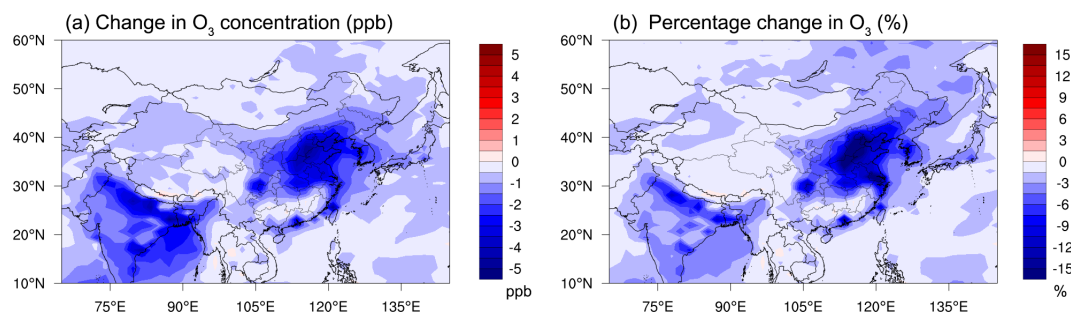 (a) Change in O3 concentration (ppb)
60°N
50°N
40°N
30°N
20°N
10°N
75°E 90°E 105°E 120°E 135°E
5
4
3
2
1
0
-1
-2
-3
-4
-5
ppb
(b) Percentage change in O3 (%)
60°N
50°N
40°N
30°N
20°N
10°N
75°E 90°E 105°E 120°E 135°E
15
12
9
6
3
0
-3
-6
-9
-12
-15
%